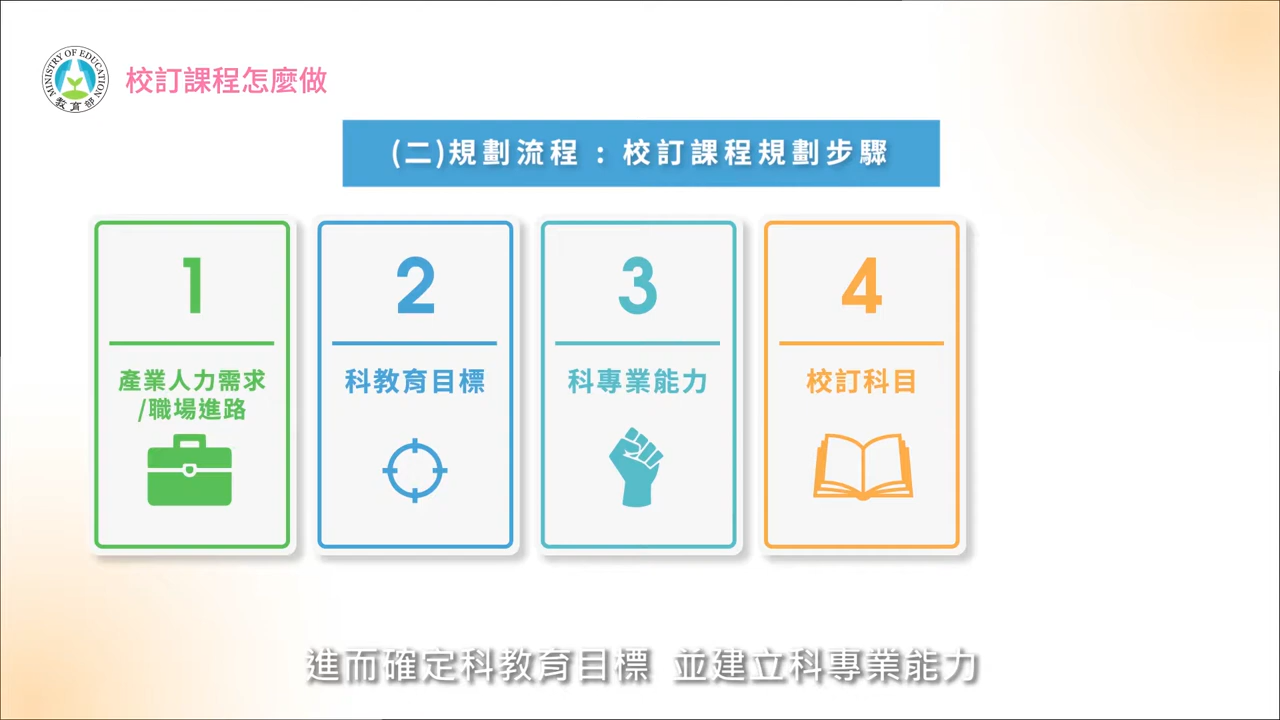 MINISTRY OF EDUCATION
教育部
校訂課程怎麼做
(二)規劃流程：校訂課程規劃步驟
1
產業人力需求
/職場進路
2
科教育目標
3
科專業能力
4
校訂科目
進而確定科教育目標 並建立科專業能力